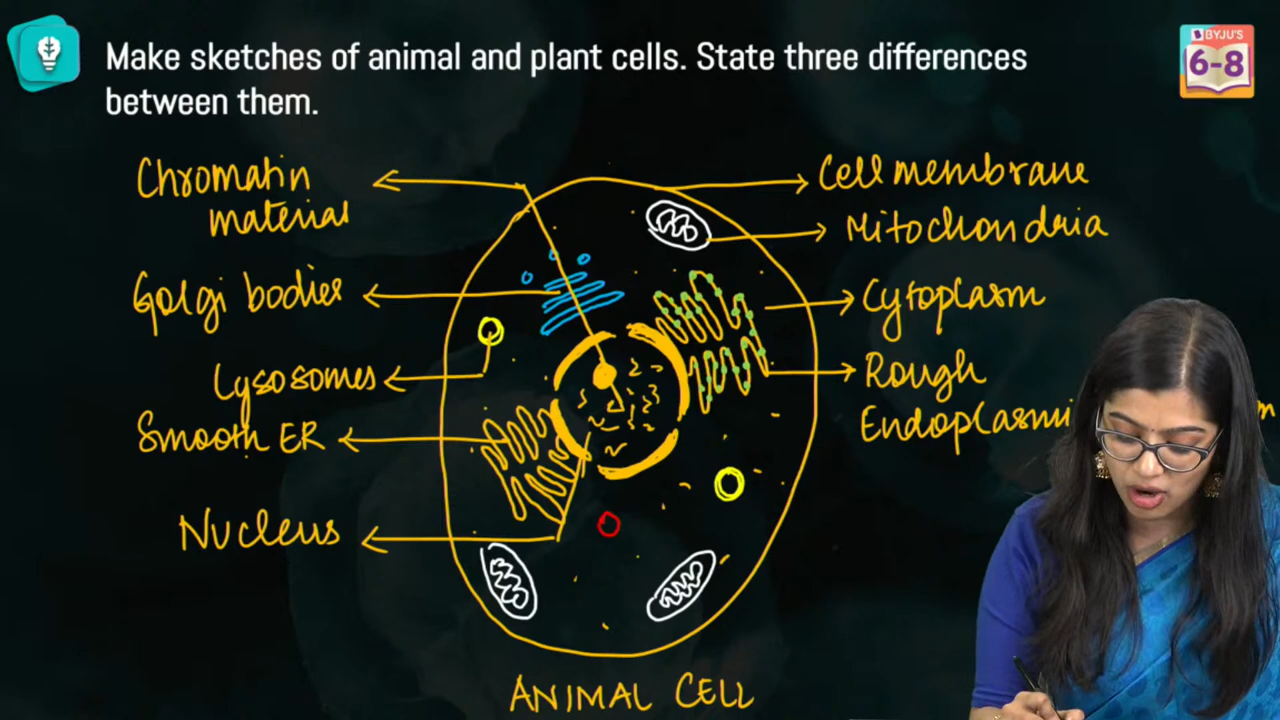 Make sketches of animal and plant cells. State three differences
between them.
BYJU'S
6-8
Chromatin
material
Golgi bodies
Lysosomes
Smooth ER
Nucleus
Cell membrane
Mitochondria
Cytoplasm
Rough
Endoplasmi m
ANIMAL CELL